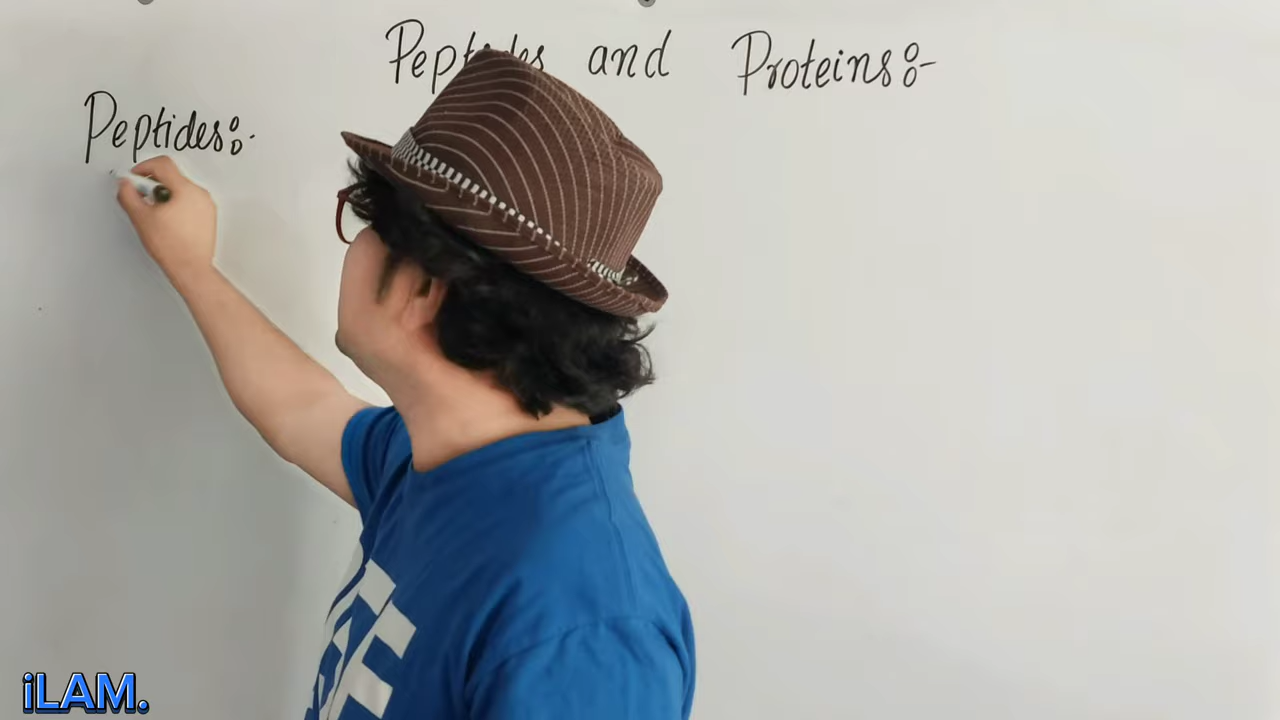 Peptides and Proteins:-
Peptides:-
iLAM.